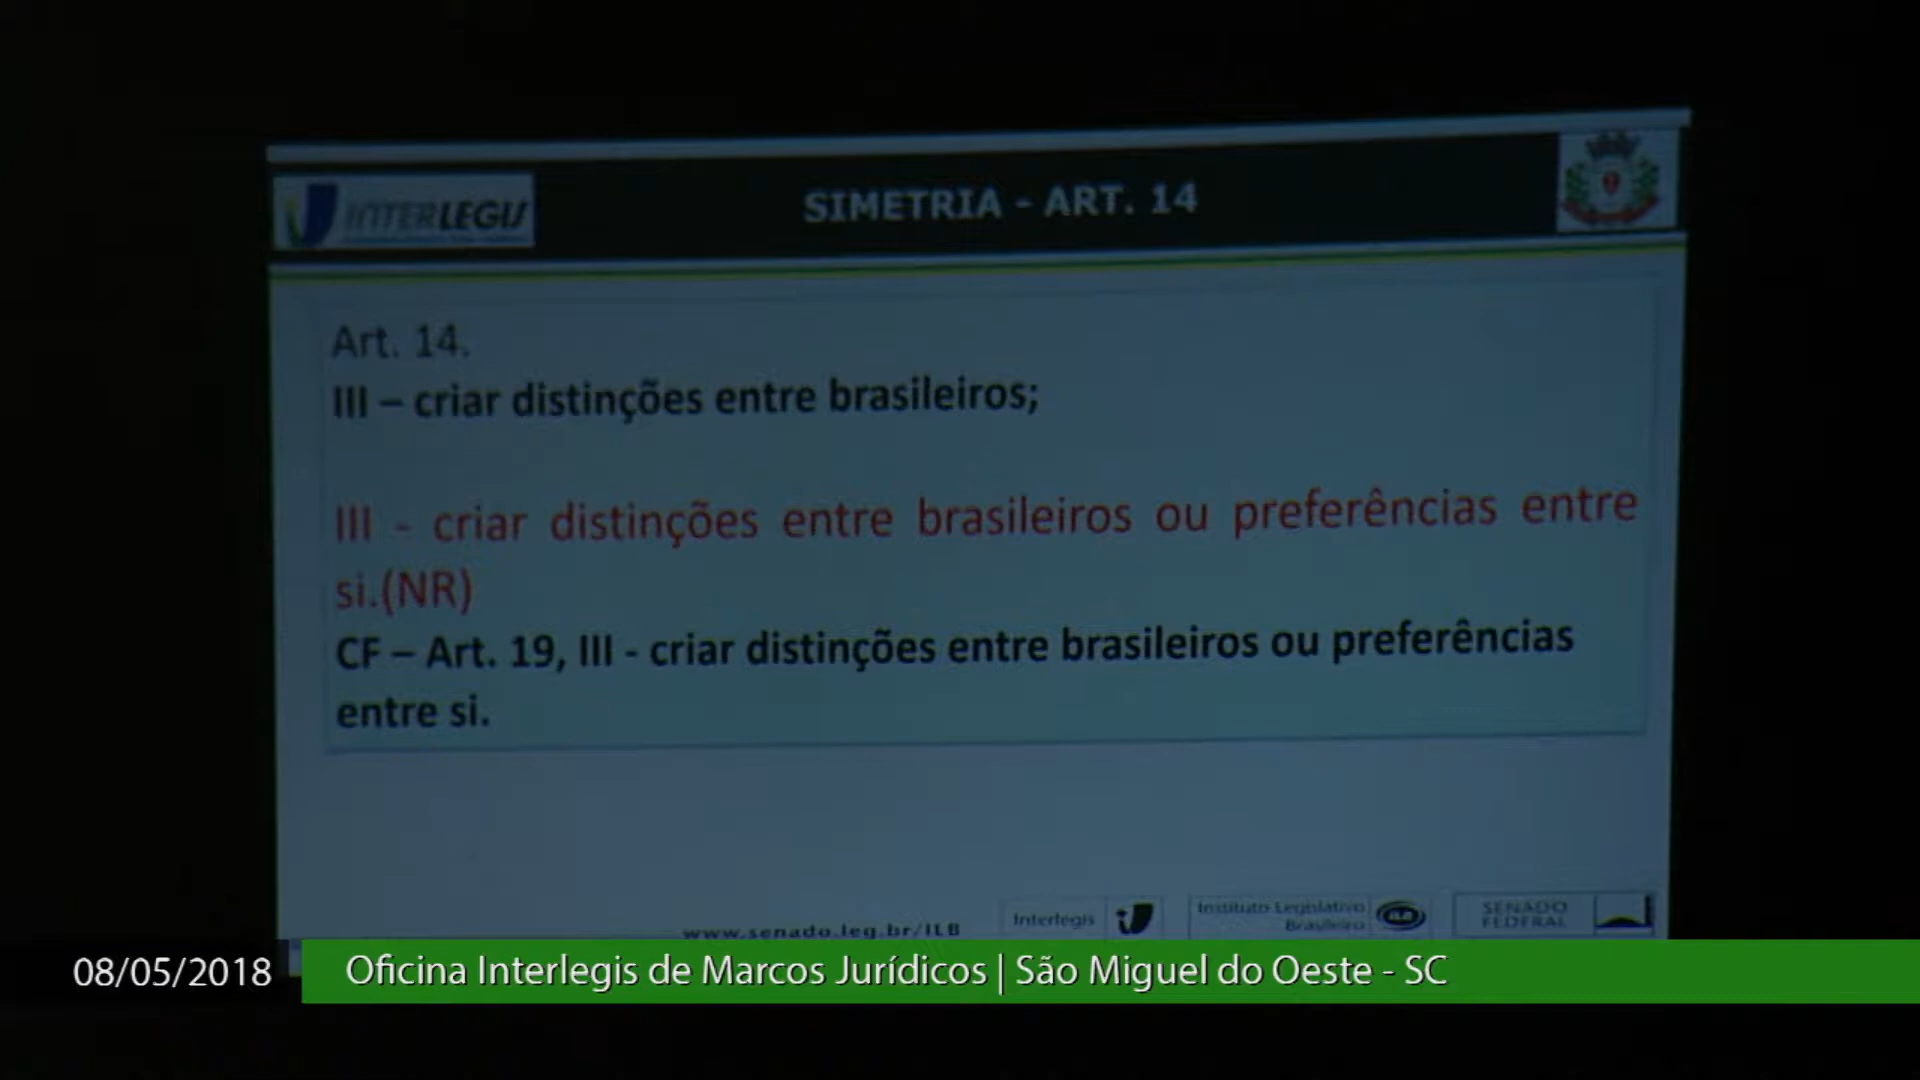 INTERLEGIS
SIMETRIA - ART. 14
Art. 14.
III – criar distinções entre brasileiros;
III - criar distinções entre brasileiros ou preferências entre
si.(NR)
CF – Art. 19, III - criar distinções entre brasileiros ou preferências
entre si.
www.senado.leg.br/ILB
Interlegis
Instituto Legislativo
Brasileiro
SENADO
FEDERAL
08/05/2018
Oficina Interlegis de Marcos Jurídicos | São Miguel do Oeste - SC